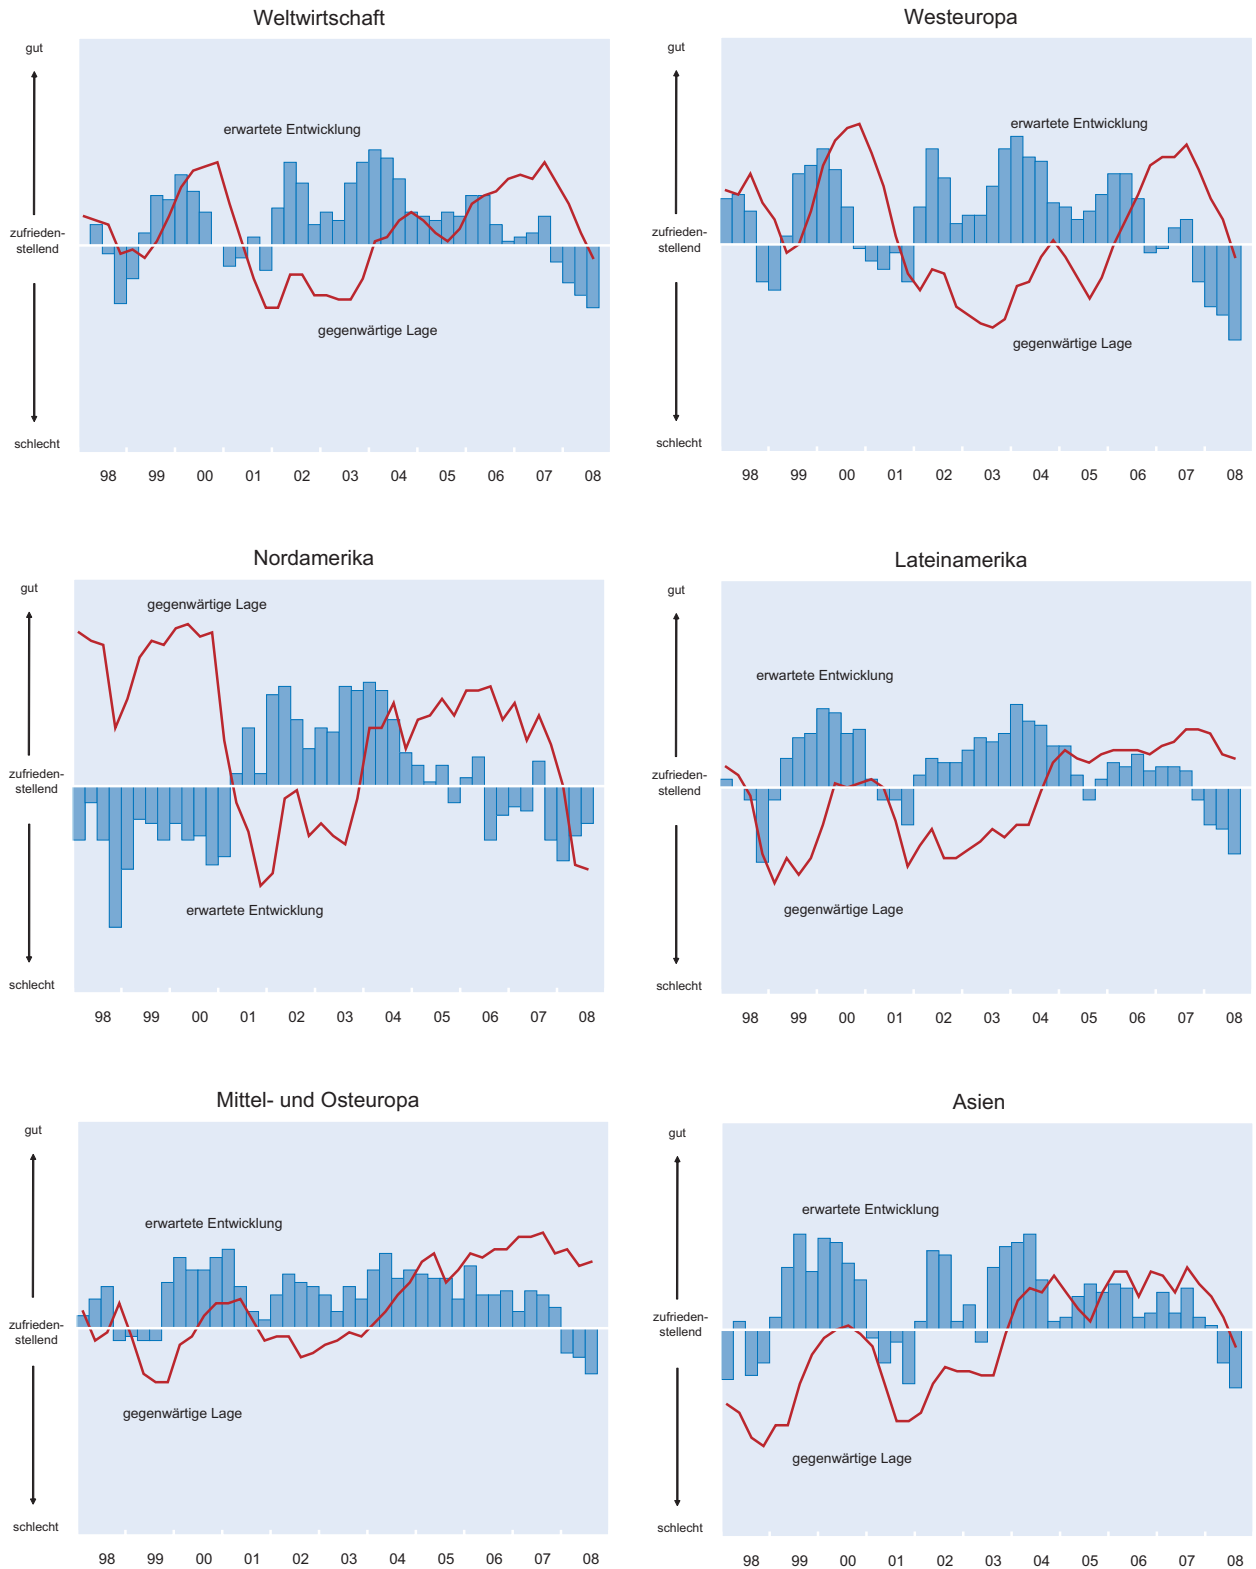 Weltwirtschaft
gut
erwartete Entwicklung
zufrieden-
stellend
gegenwärtige Lage
schlecht
98 99 00 01 02 03 04 05 06 07 08
Westeuropa
gut
erwartete Entwicklung
zufrieden-
stellend
gegenwärtige Lage
schlecht
98 99 00 01 02 03 04 05 06 07 08
Nordamerika
gut
gegenwärtige Lage
zufrieden-
stellend
erwartete Entwicklung
schlecht
98 99 00 01 02 03 04 05 06 07 08
Lateinamerika
gut
erwartete Entwicklung
zufrieden-
stellend
gegenwärtige Lage
schlecht
98 99 00 01 02 03 04 05 06 07 08
Mittel- und Osteuropa
gut
erwartete Entwicklung
zufrieden-
stellend
gegenwärtige Lage
schlecht
98 99 00 01 02 03 04 05 06 07 08
Asien
gut
erwartete Entwicklung
zufrieden-
stellend
gegenwärtige Lage
schlecht
98 99 00 01 02 03 04 05 06 07 08